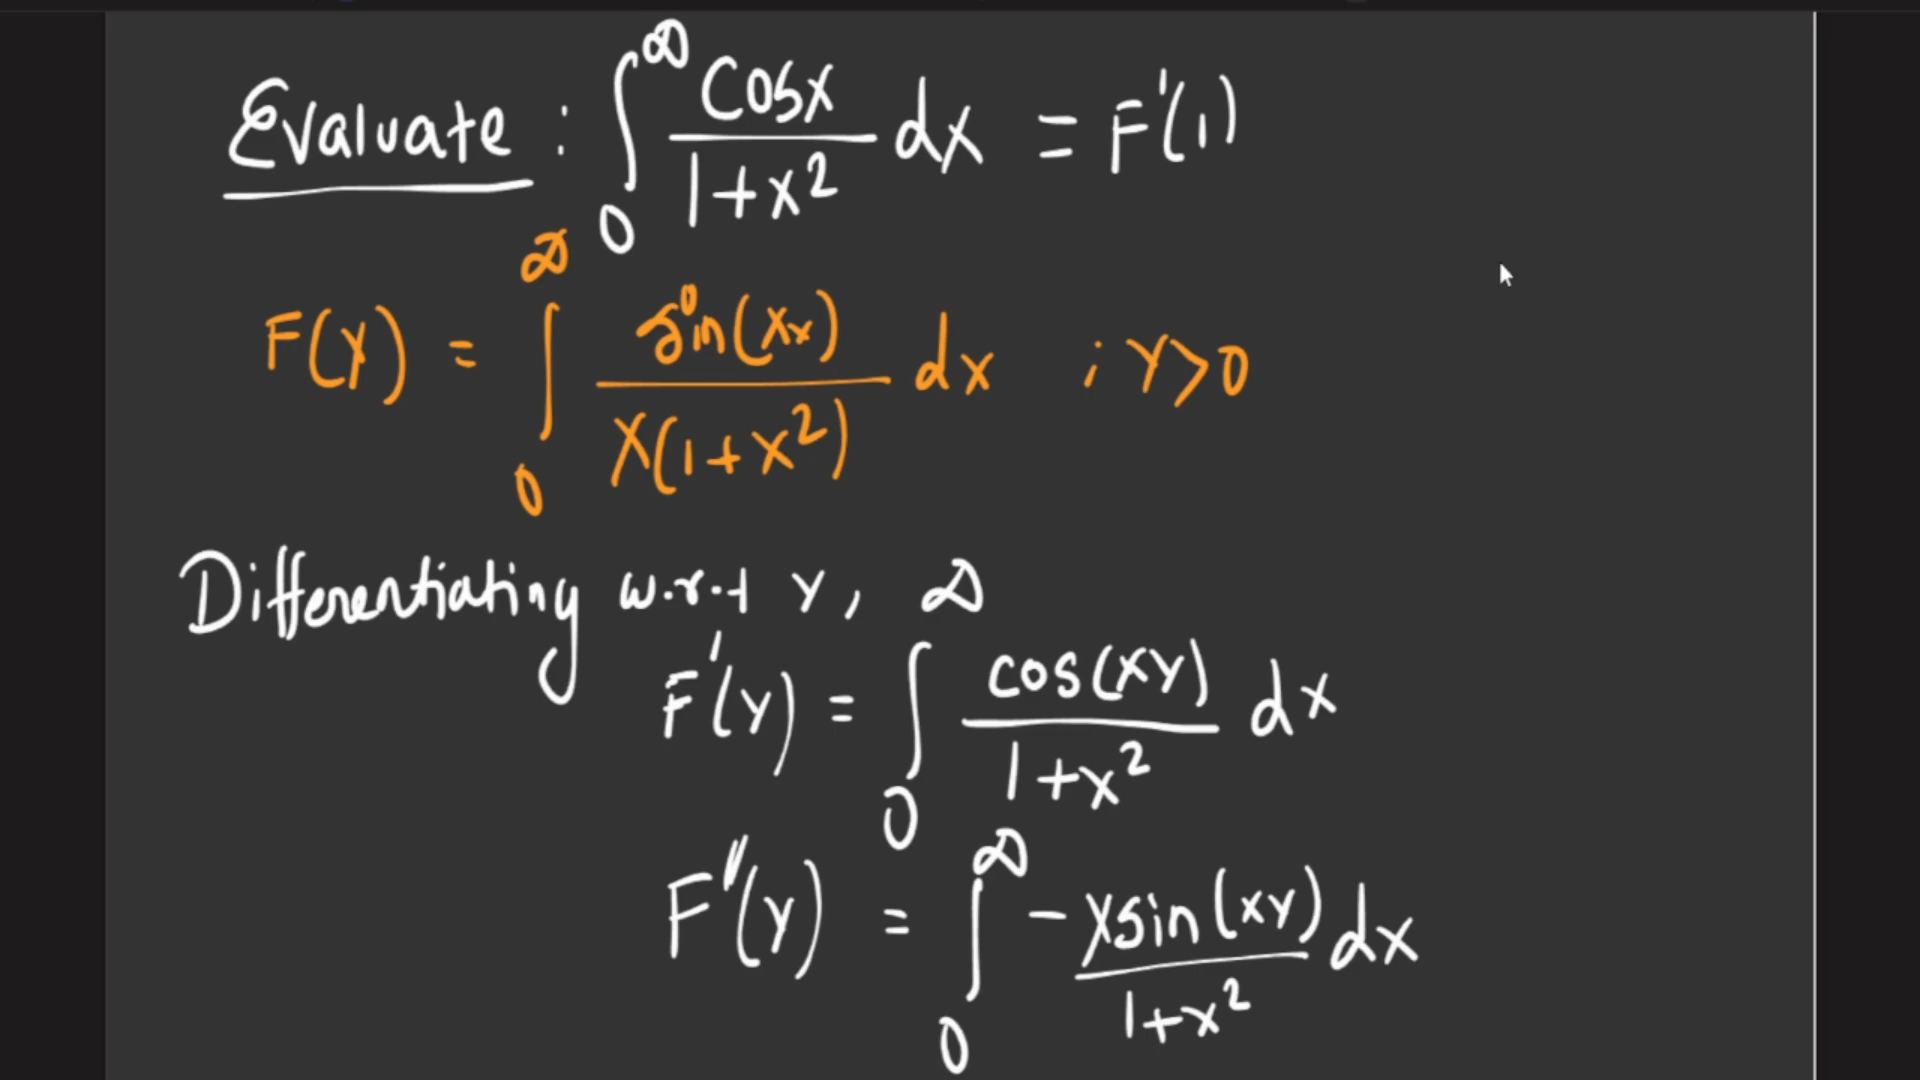 Evaluate : ∫₀^∞ Cosx / 1+x² dx = F'(1)
F(y) = ∫₀^∞ sin(xx) / x(1+x²) dx ; y>0
Differentiating w.r.t y,
F'(y) = ∫₀^∞ cos(xy) / 1+x² dx
F''(y) = ∫₀^∞ -xsin(xy) / 1+x² dx